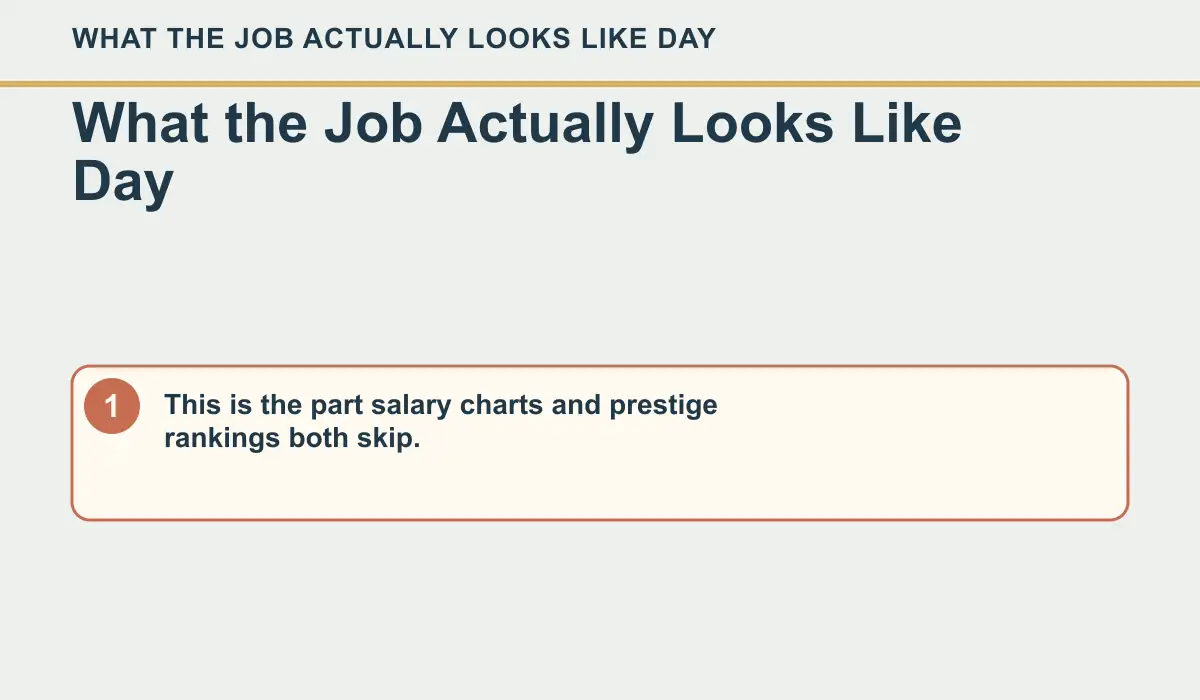 WHAT THE JOB ACTUALLY LOOKS LIKE DAY
What the Job Actually Looks Like
Day
1
This is the part salary charts and prestige
rankings both skip.